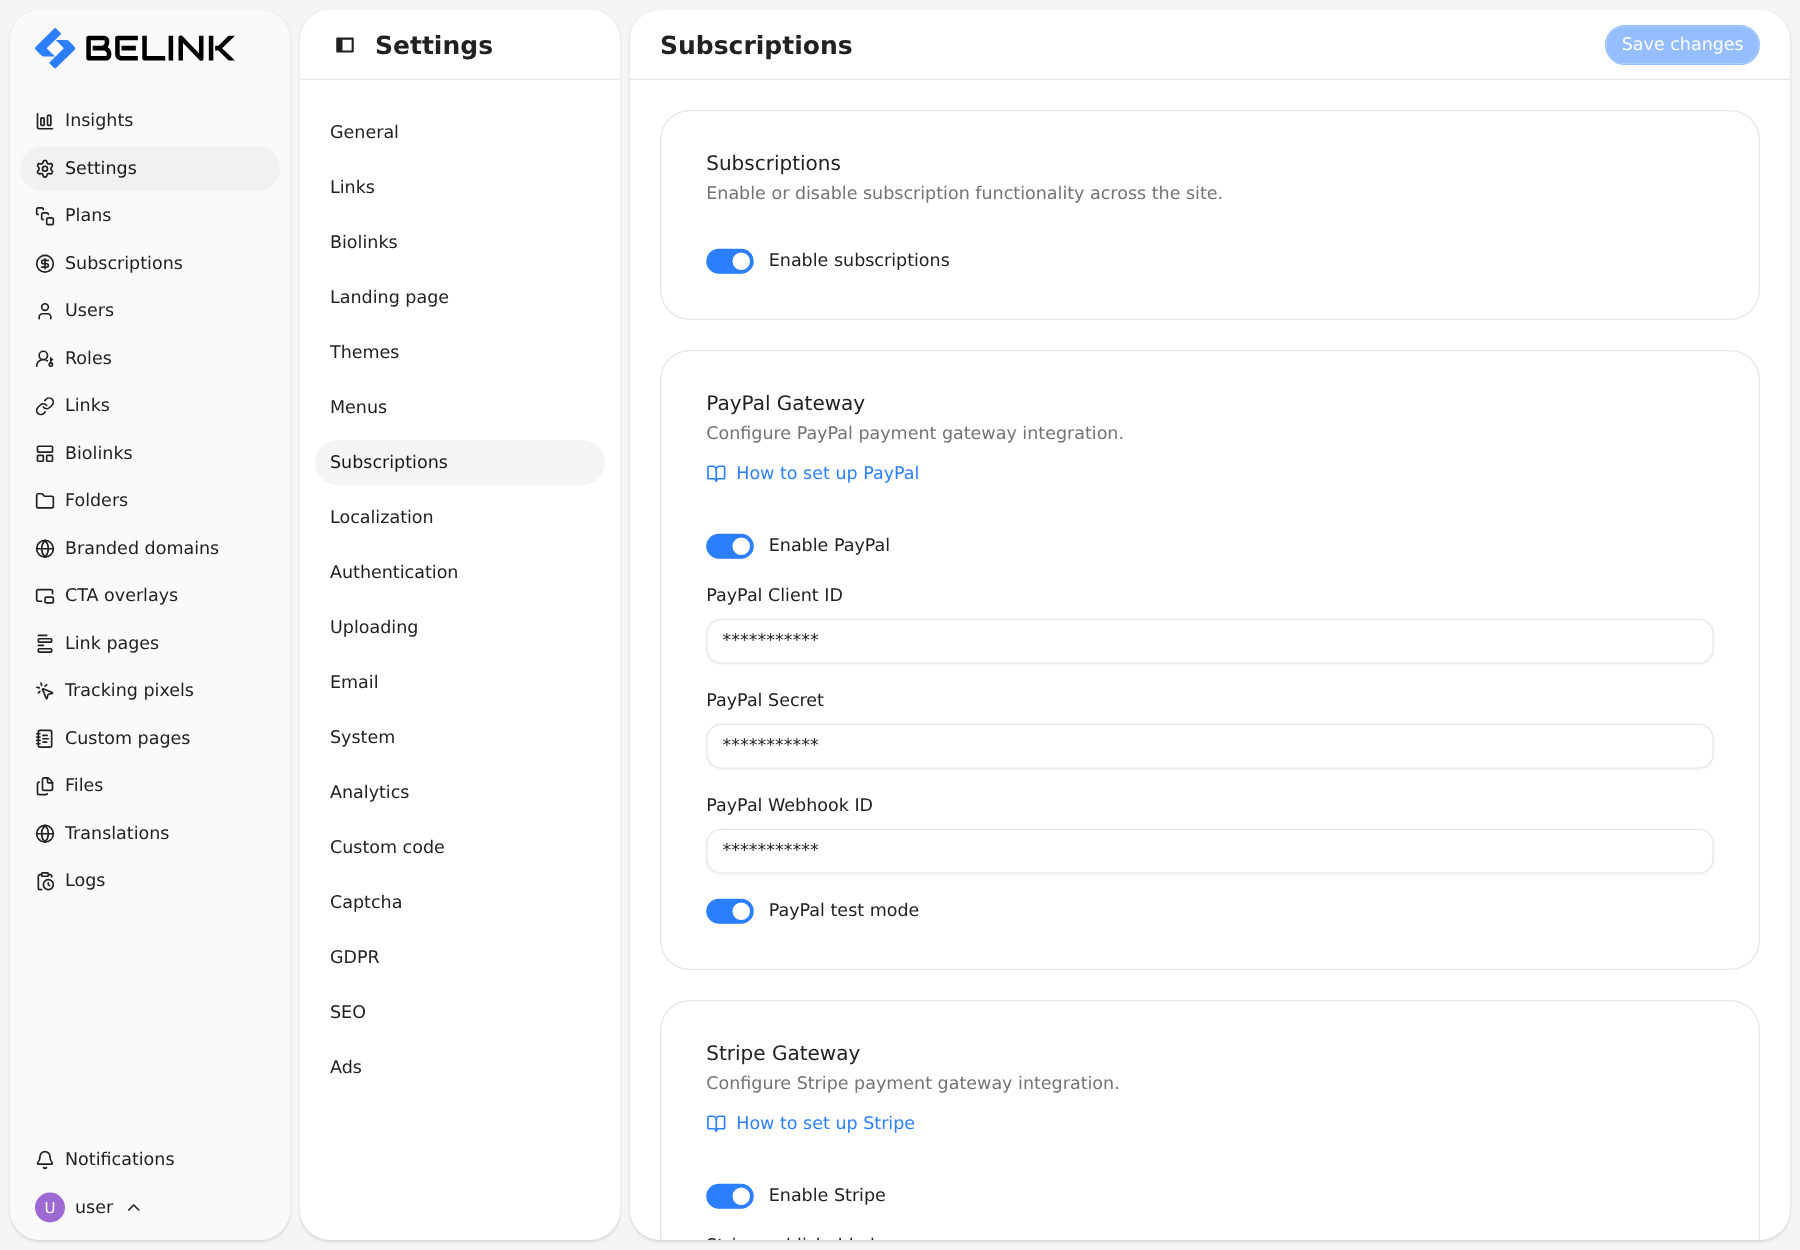 BELINK
Insights
Settings
Plans
Subscriptions
Users
Roles
Links
Biolinks
Folders
Branded domains
CTA overlays
Link pages
Tracking pixels
Custom pages
Files
Translations
Logs
Notifications
U user
Settings
General
Links
Biolinks
Landing page
Themes
Menus
Subscriptions
Localization
Authentication
Uploading
Email
System
Analytics
Custom code
Captcha
GDPR
SEO
Ads
Subscriptions
Save changes
Subscriptions
Enable or disable subscription functionality across the site.
Enable subscriptions
PayPal Gateway
Configure PayPal payment gateway integration.
How to set up PayPal
Enable PayPal
PayPal Client ID
***********
PayPal Secret
***********
PayPal Webhook ID
***********
PayPal test mode
Stripe Gateway
Configure Stripe payment gateway integration.
How to set up Stripe
Enable Stripe